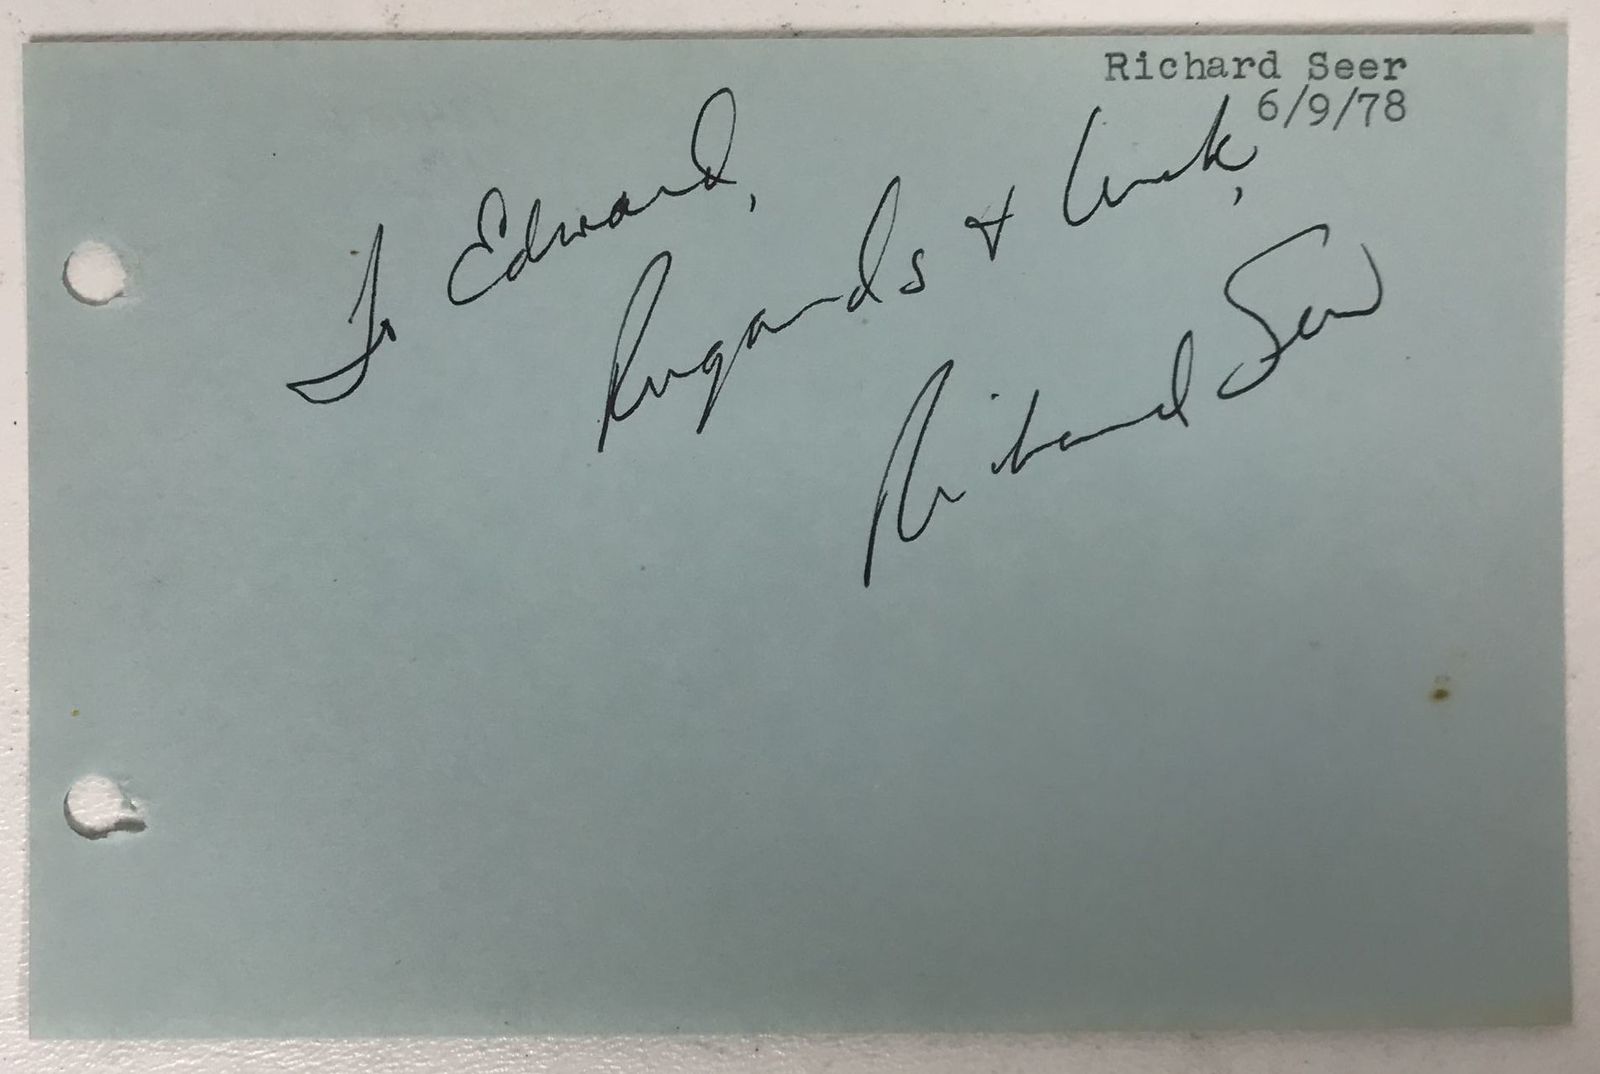 Richard Seer
6/9/78
To Edward,
Regards & Luck,
Richard Seer